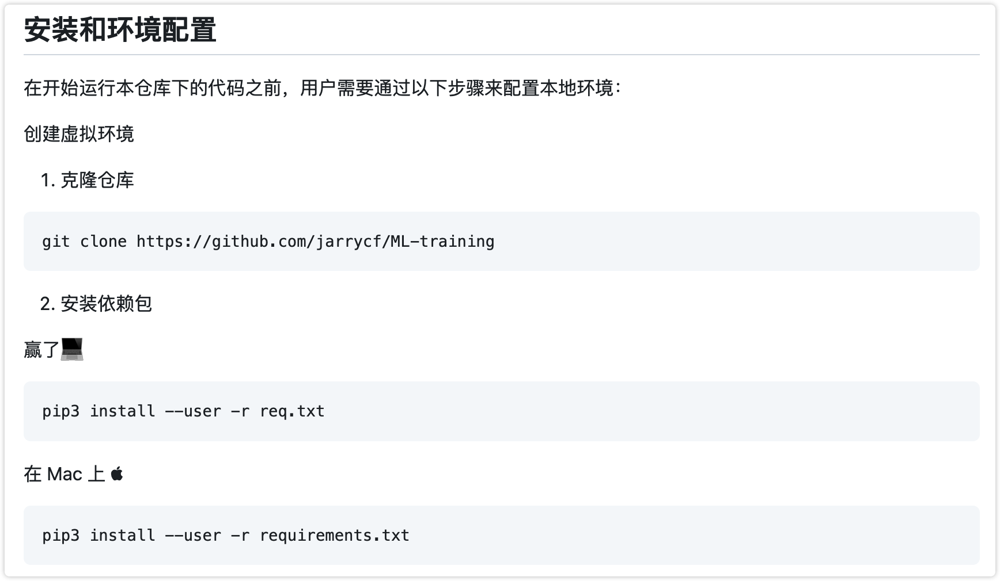 安装和环境配置
在开始运行本仓库下的代码之前，用户需要通过以下步骤来配置本地环境：
创建虚拟环境
1. 克隆仓库
git clone https://github.com/jarrycf/ML-training
2. 安装依赖包
赢了💻
pip3 install --user -r req.txt
在 Mac 上 
pip3 install --user -r requirements.txt